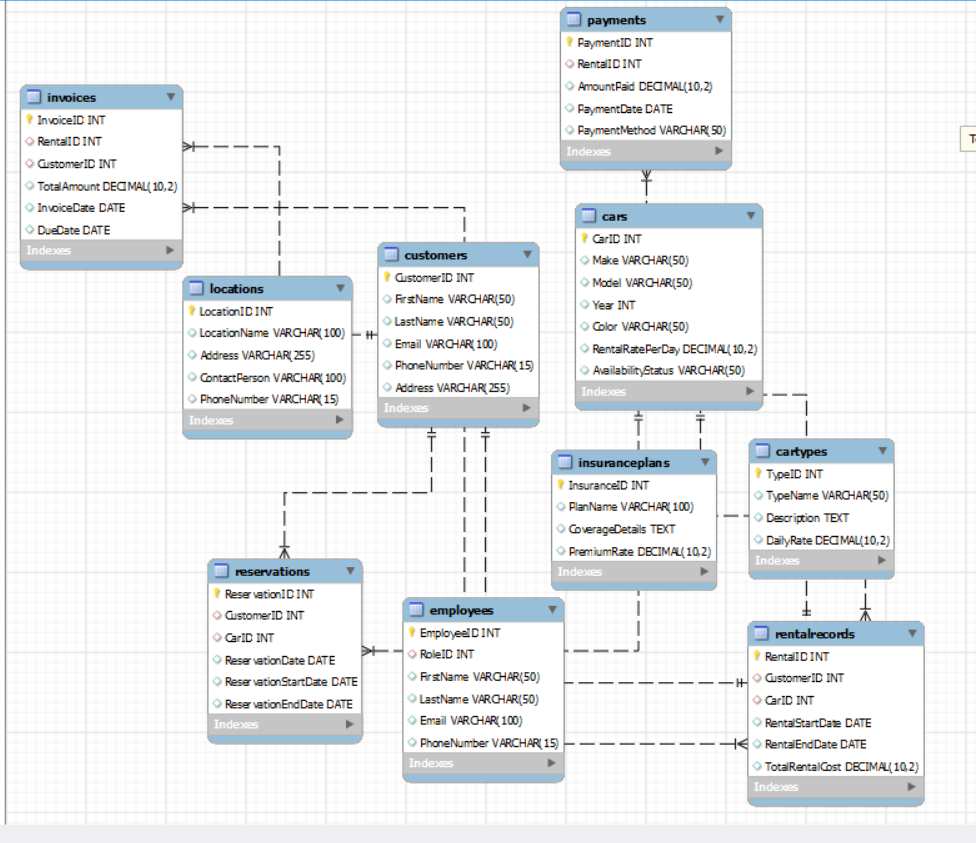 payments
PaymentID INT
RentalID INT
AmountPaid DECIMAL(10,2)
PaymentDate DATE
PaymentMethod VARCHAR(50)
Indexes
invoices
InvoiceID INT
RentalID INT
CustomerID INT
TotalAmount DECIMAL(10,2)
InvoiceDate DATE
DueDate DATE
Indexes
cars
CarID INT
Make VARCHAR(50)
Model VARCHAR(50)
Year INT
Color VARCHAR(50)
RentalRatePerDay DECIMAL(10,2)
AvailabilityStatus VARCHAR(50)
Indexes
customers
CustomerID INT
FirstName VARCHAR(50)
LastName VARCHAR(50)
Email VARCHAR(100)
PhoneNumber VARCHAR(15)
Address VARCHAR(255)
Indexes
locations
LocationID INT
LocationName VARCHAR(100)
Address VARCHAR(255)
ContactPerson VARCHAR(100)
PhoneNumber VARCHAR(15)
Indexes
insuranceplans
InsuranceID INT
PlanName VARCHAR(100)
CoverageDetails TEXT
PremiumRate DECIMAL(10,2)
Indexes
cartypes
TypeID INT
TypeName VARCHAR(50)
Description TEXT
DailyRate DECIMAL(10,2)
Indexes
reservations
ReservationID INT
CustomerID INT
CarID INT
ReservationDate DATE
ReservationStartDate DATE
ReservationEndDate DATE
Indexes
employees
EmployeeID INT
RoleID INT
FirstName VARCHAR(50)
LastName VARCHAR(50)
Email VARCHAR(100)
PhoneNumber VARCHAR(15)
Indexes
rentalrecords
RentalID INT
CustomerID INT
CarID INT
RentalStartDate DATE
RentalEndDate DATE
TotalRentalCost DECIMAL(10,2)
Indexes